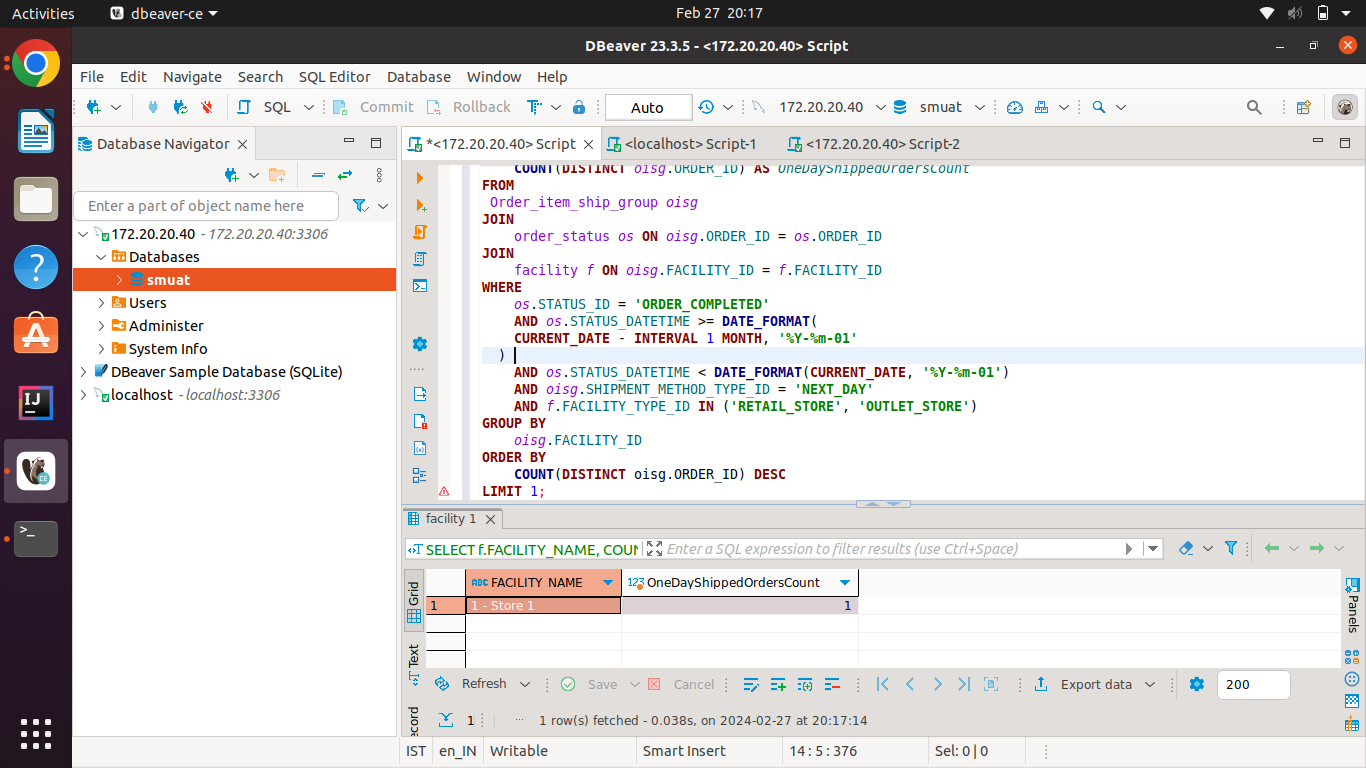 Activities
dbeaver-ce
Feb 27 20:17
DBeaver 23.3.5 - <172.20.20.40> Script
File Edit Navigate Search SQL Editor Database Window Help
SQL Commit Rollback Auto 172.20.20.40 smuat
Database Navigator
Enter a part of object name here
172.20.20.40 - 172.20.20.40:3306
Databases
smuat
Users
Administer
System Info
DBeaver Sample Database (SQLite)
localhost - localhost:3306
*<172.20.20.40> Script
<localhost> Script-1
<172.20.20.40> Script-2
COUNT(DISTINCT oisg.ORDER_ID) AS OneDayShippedOrdersCount
FROM
Order_item_ship_group oisg
JOIN
order_status os ON oisg.ORDER_ID = os.ORDER_ID
JOIN
facility f ON oisg.FACILITY_ID = f.FACILITY_ID
WHERE
os.STATUS_ID = 'ORDER_COMPLETED'
AND os.STATUS_DATETIME >= DATE_FORMAT(
CURRENT_DATE - INTERVAL 1 MONTH, '%Y-%m-01'
)
AND os.STATUS_DATETIME < DATE_FORMAT(CURRENT_DATE, '%Y-%m-01')
AND oisg.SHIPMENT_METHOD_TYPE_ID = 'NEXT_DAY'
AND f.FACILITY_TYPE_ID IN ('RETAIL_STORE', 'OUTLET_STORE')
GROUP BY
oisg.FACILITY_ID
ORDER BY
COUNT(DISTINCT oisg.ORDER_ID) DESC
LIMIT 1;
facility 1
SELECT f.FACILITY_NAME, COUN
Enter a SQL expression to filter results (use Ctrl+Space)
Grid
Text
Panels
ABC FACILITY_NAME
123 OneDayShippedOrdersCount
1
1 - Store 1
1
Refresh Save Cancel Export data 200
1
1 row(s) fetched - 0.038s, on 2024-02-27 at 20:17:14
IST en_IN Writable Smart Insert 14 : 5 : 376 Sel: 0 | 0